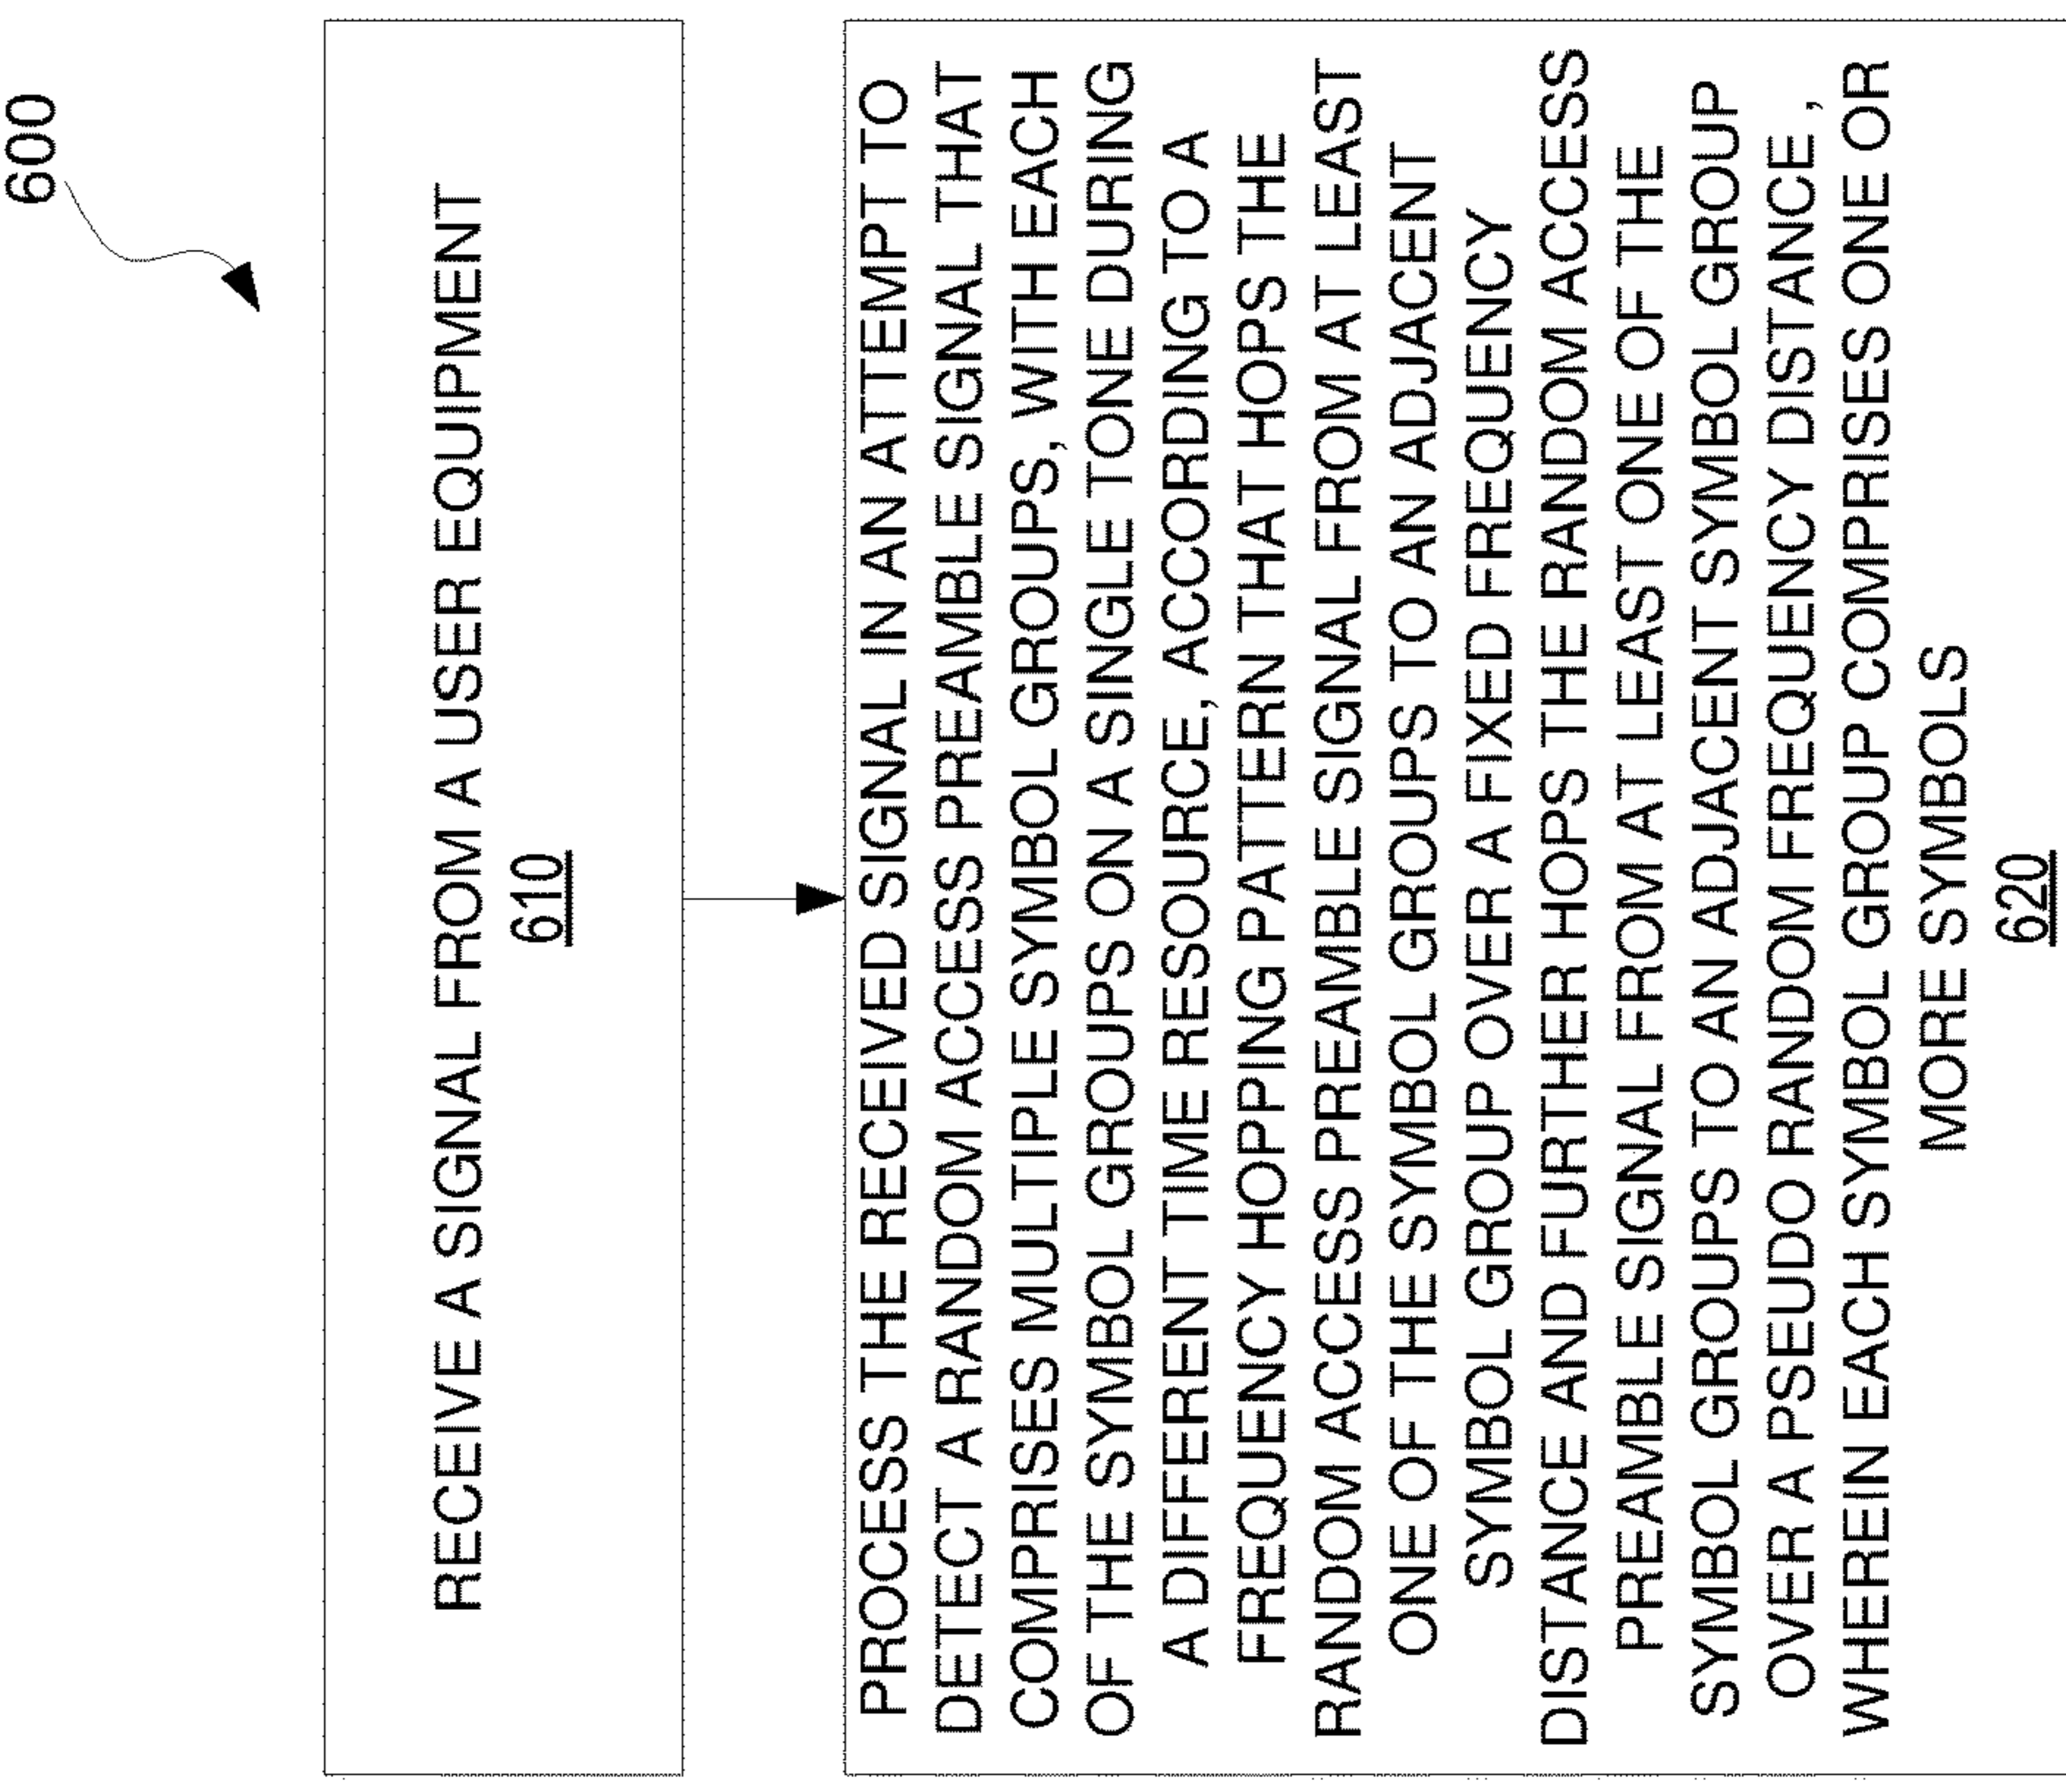 600
RECEIVE A SIGNAL FROM A USER EQUIPMENT
610
PROCESS THE RECEIVED SIGNAL IN AN ATTEMPT TO
DETECT A RANDOM ACCESS PREAMBLE SIGNAL THAT
COMPRISES MULTIPLE SYMBOL GROUPS, WITH EACH
OF THE SYMBOL GROUPS ON A SINGLE TONE DURING
A DIFFERENT TIME RESOURCE, ACCORDING TO A
FREQUENCY HOPPING PATTERN THAT HOPS THE
RANDOM ACCESS PREAMBLE SIGNAL FROM AT LEAST
ONE OF THE SYMBOL GROUPS TO AN ADJACENT
SYMBOL GROUP OVER A FIXED FREQUENCY
DISTANCE AND FURTHER HOPS THE RANDOM ACCESS
PREAMBLE SIGNAL FROM AT LEAST ONE OF THE
SYMBOL GROUPS TO AN ADJACENT SYMBOL GROUP
OVER A PSEUDO RANDOM FREQUENCY DISTANCE ,
WHEREIN EACH SYMBOL GROUP COMPRISES ONE OR
MORE SYMBOLS
620